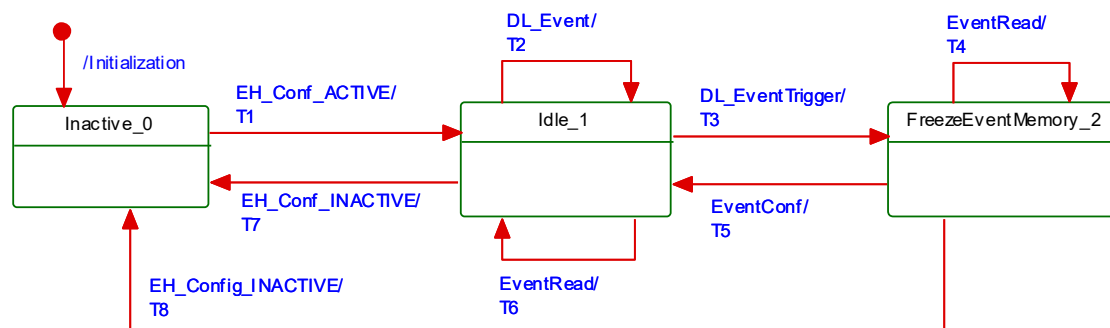 DL_Event/
T2
EventRead/
T4
/Initialization
EH_Conf_ACTIVE/
T1
DL_EventTrigger/
T3
Inactive_0
Idle_1
FreezeEventMemory_2
EH_Conf_INACTIVE/
T7
EventConf/
T5
EH_Config_INACTIVE/
T8
EventRead/
T6